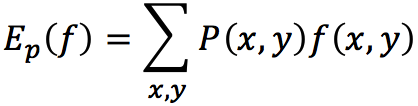 E_p(f) = ∑_{x,y} P(x,y)f(x,y)